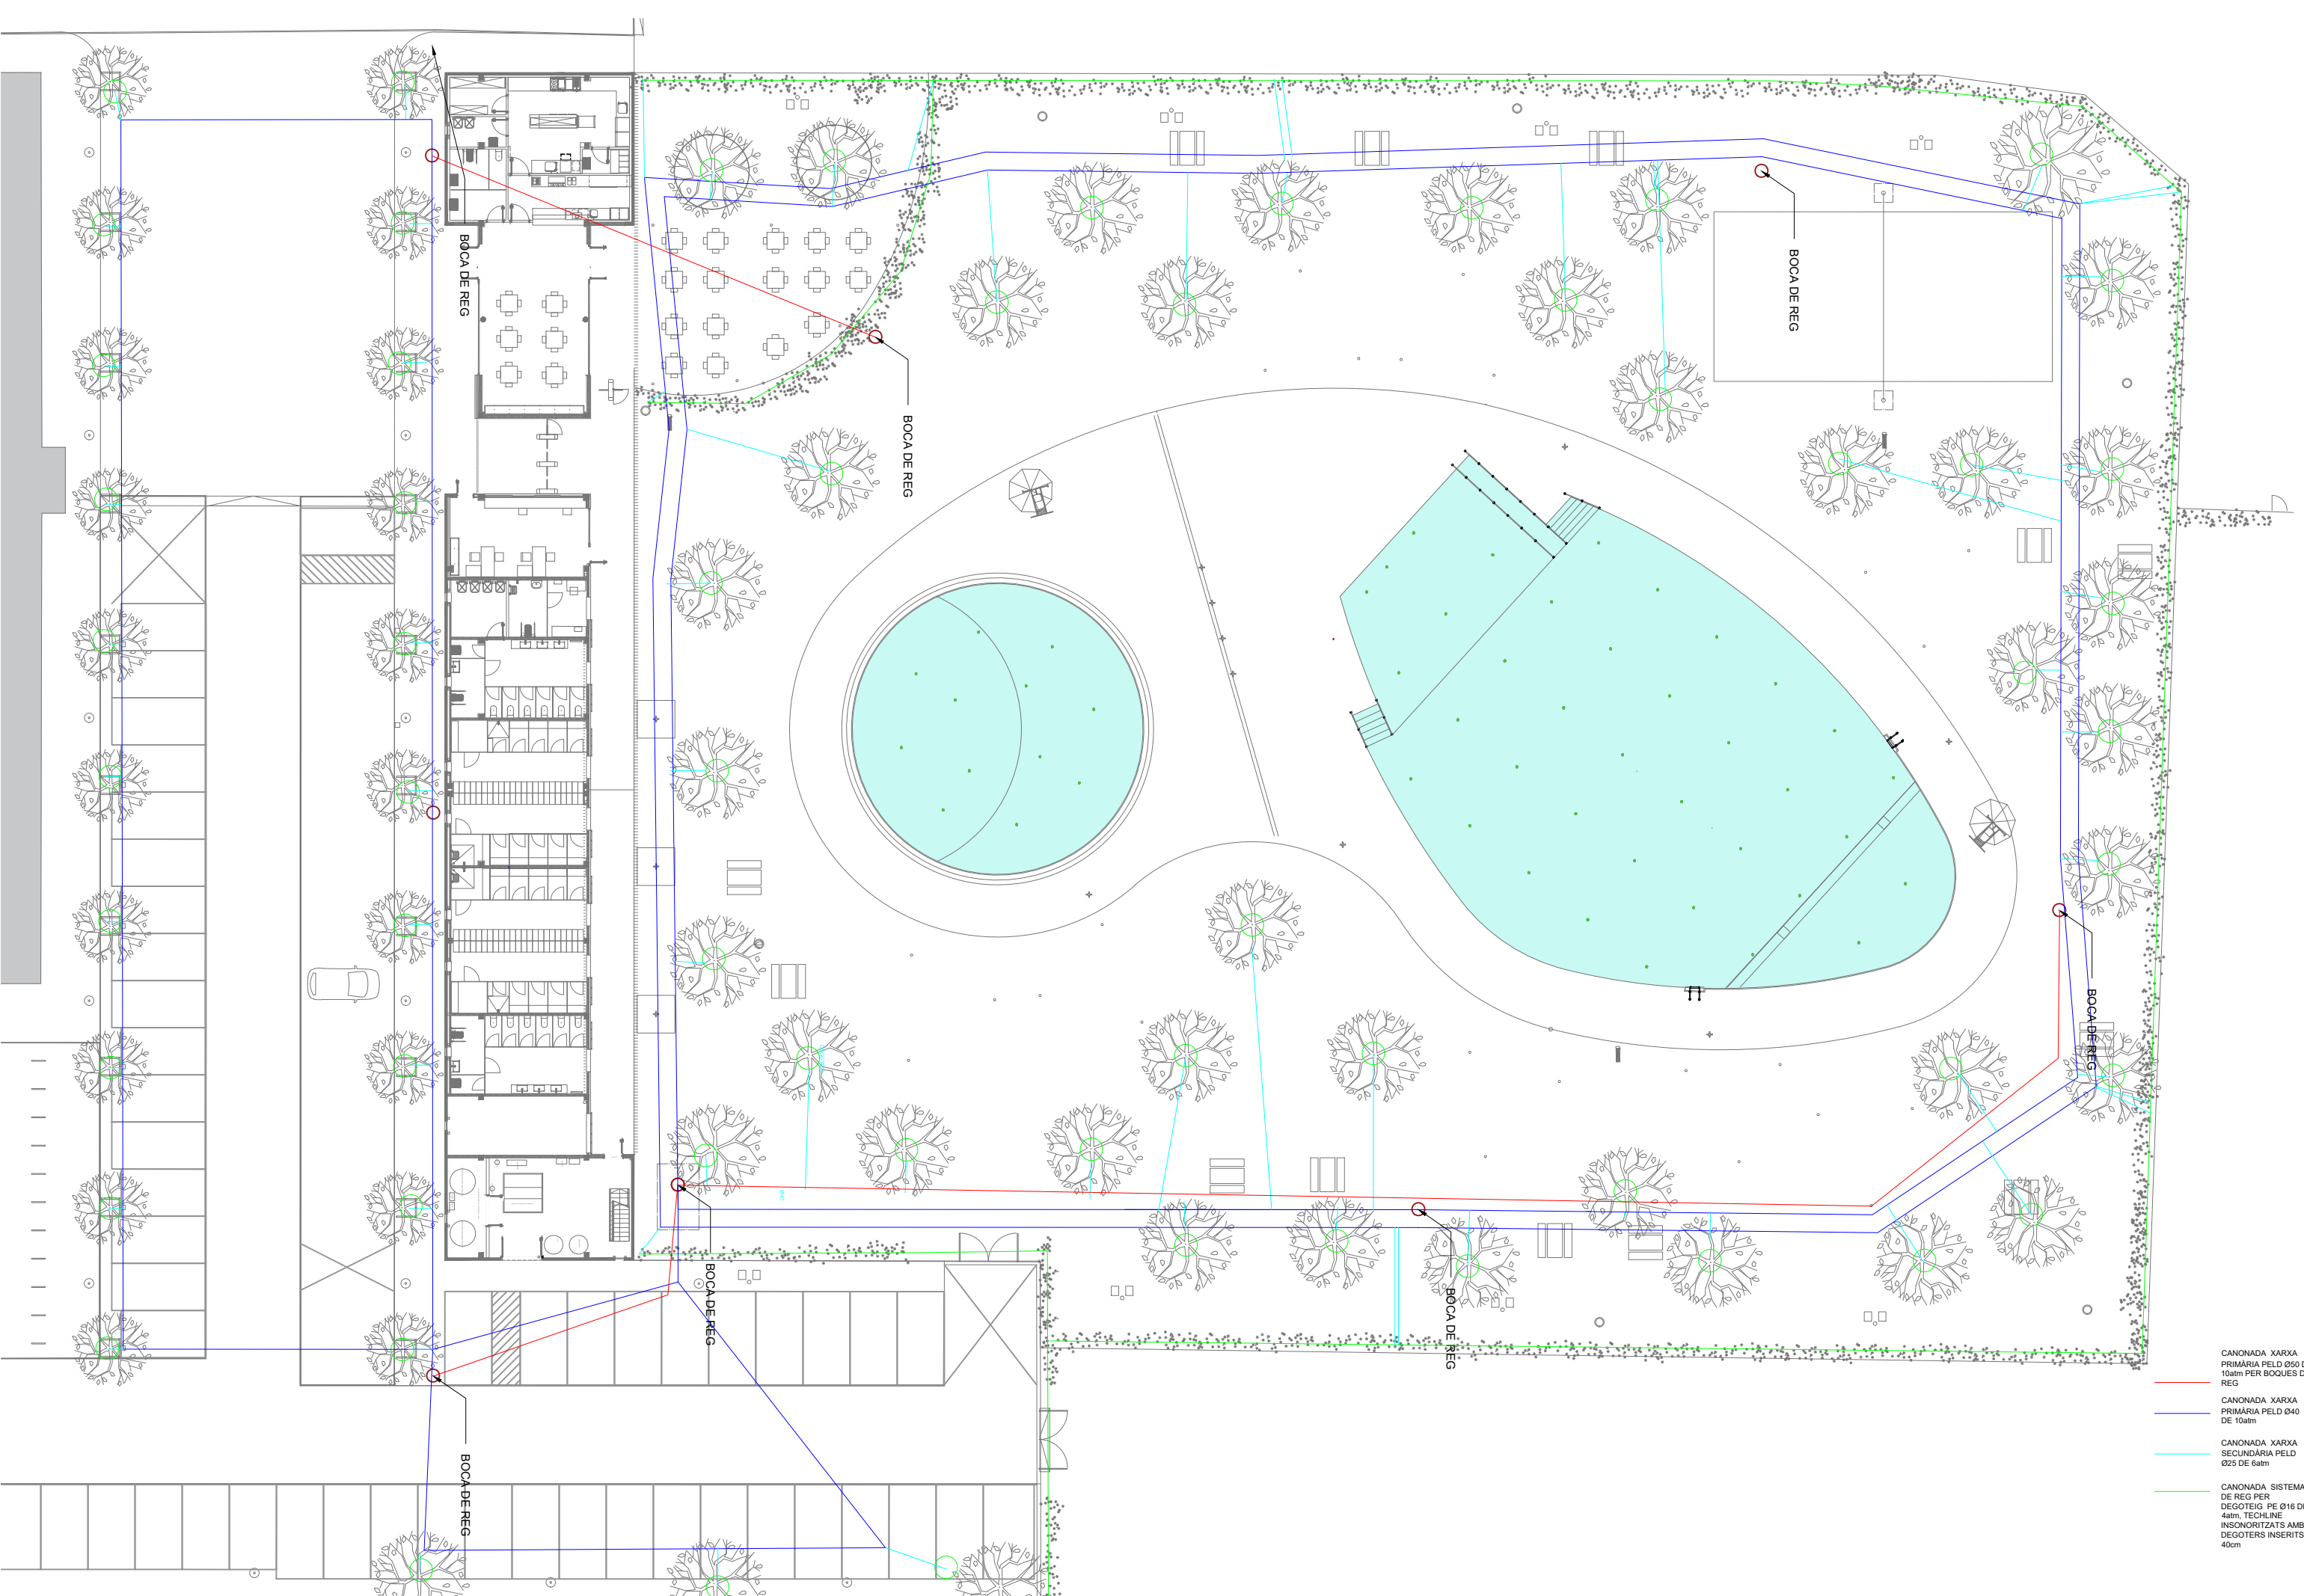 BOCA DE REG
BOCA DE REG
BOCA DE REG
BOCA DE REG
BOCA DE REG
BOCA DE REG
BOCA DE REG
CANONADA XARXA
PRIMÀRIA PELD Ø50 D
10atm PER BOQUES D
REG
CANONADA XARXA
PRIMÀRIA PELD Ø40
DE 10atm
CANONADA XARXA
SECUNDÀRIA PELD
Ø25 DE 6atm
CANONADA SISTEMA
DE REG PER
DEGOTEIG PE Ø16 DE
4atm, TECHLINE
INSONORITZATS AMB
DEGOTERS INSERITS
40cm